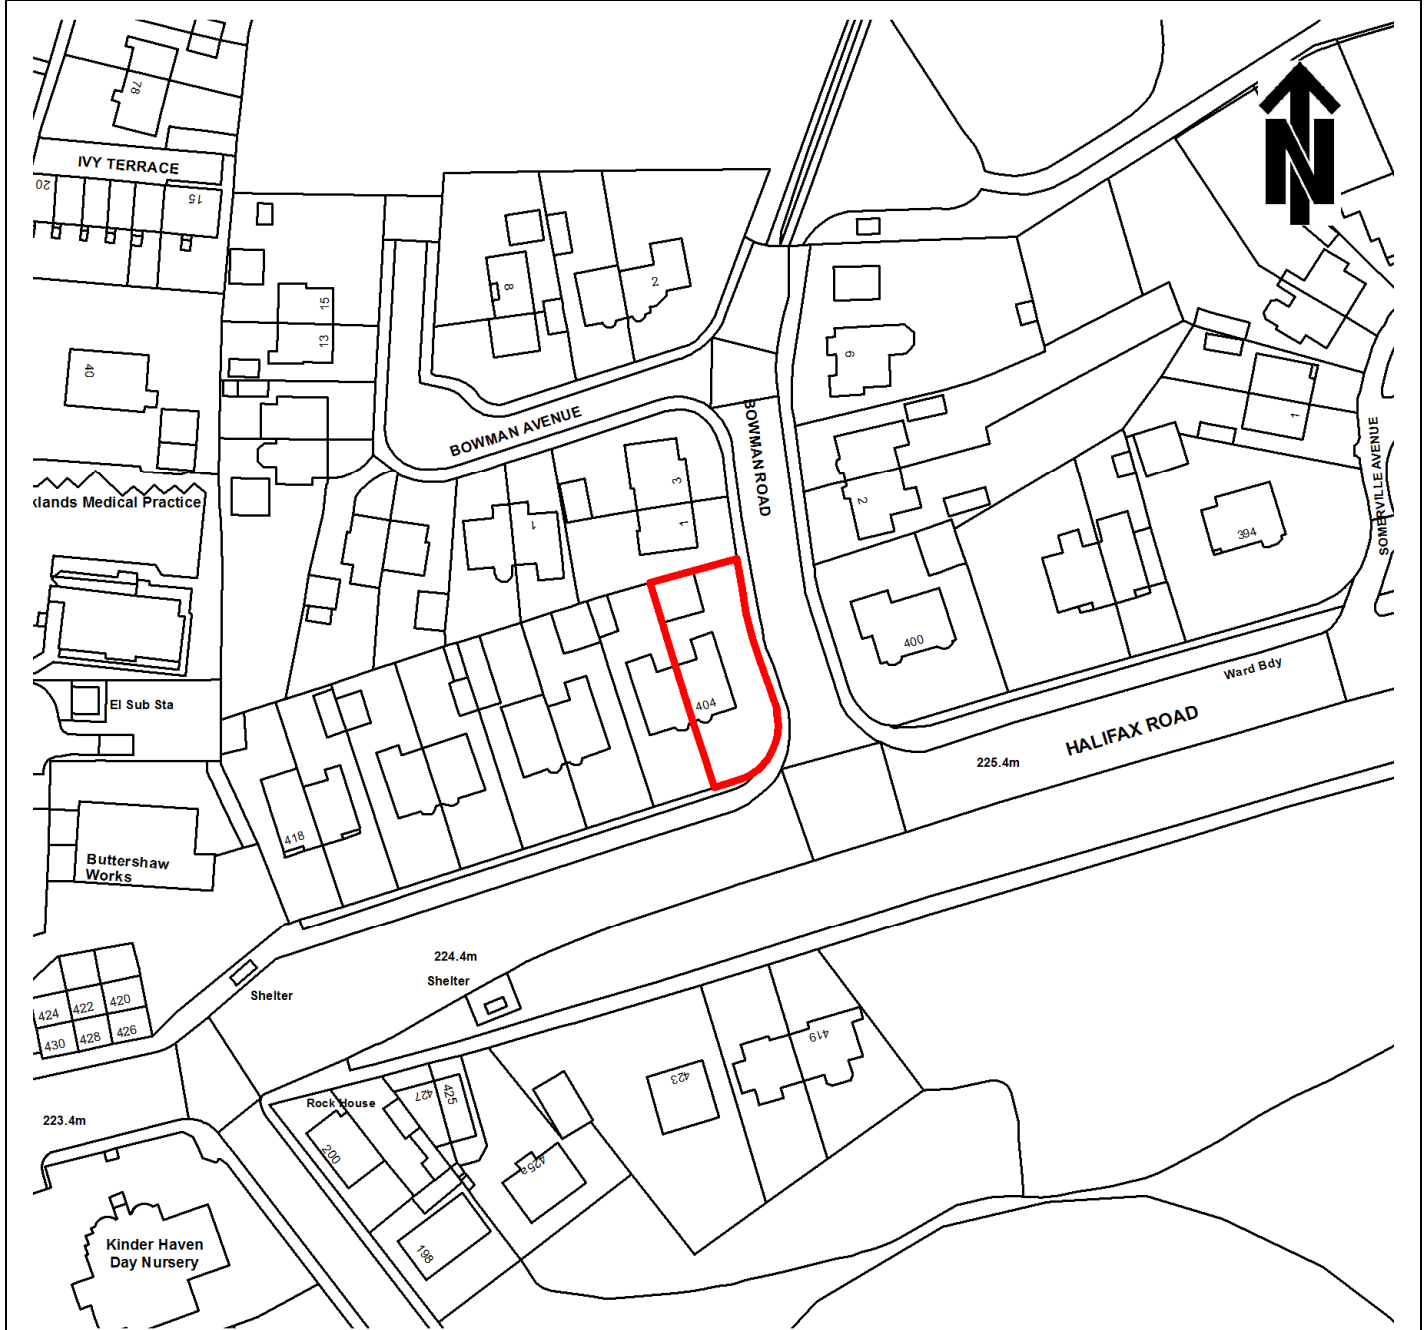 78
IVY TERRACE
20
15
N
8
2
15
13
40
6
BOWMAN AVENUE
BOWMAN ROAD
3
1
1
2
1
SOMERVILLE AVENUE
klands Medical Practice
394
400
404
Ward Bdy
HALIFAX ROAD
225.4m
El Sub Sta
418
Buttershaw
Works
224.4m
Shelter
Shelter
424
422
420
430
428
426
419
423
425
427
Rock House
200
425a
223.4m
198
Kinder Haven
Day Nursery